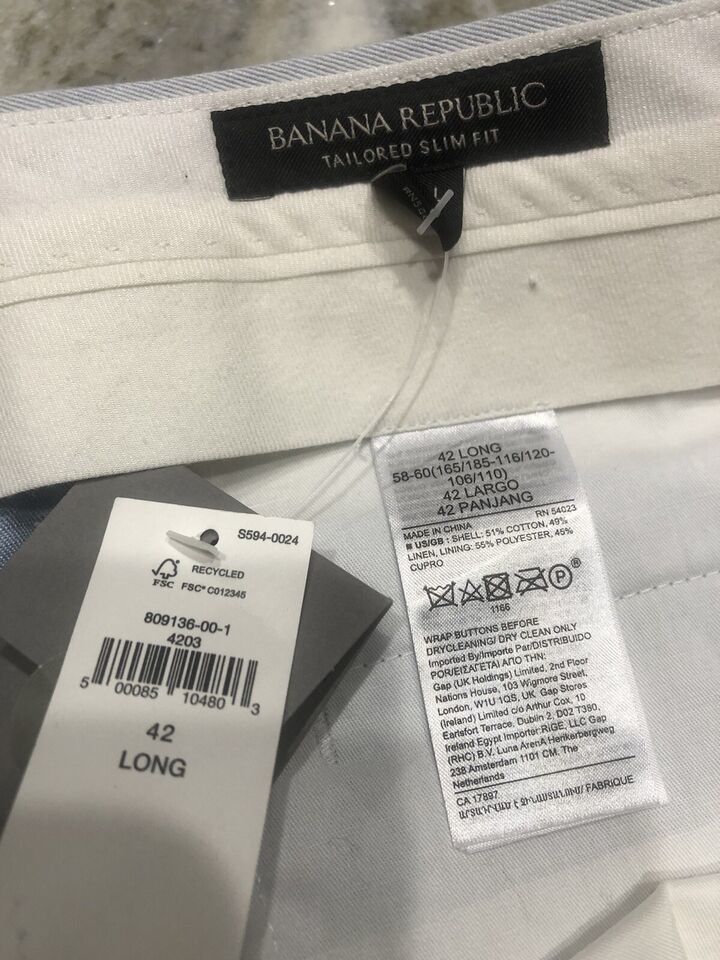 BANANA REPUBLIC
TAILORED SLIM FIT
L
42 LONG
58-60(165/185-116/120-
106/110)
42 LARGO
42 PANJANG
RN 54023
MADE IN CHINA
US/GB : SHELL: 51% COTTON, 49%
LINEN, LINING: 55% POLYESTER, 45%
CUPRO
P
®
1166
WRAP BUTTONS BEFORE
DRYCLEANING/ DRY CLEAN ONLY
Imported By/Importe Par/DISTRIBUIDO
POR/ΕΙΣΑΓΕΤΑΙ ΑΠΟ ΤΗΝ:
Gap (UK Holdings) Limited, 2nd Floor
Nations House, 103 Wigmore Street,
London, W1U 1QS, UK, Gap Stores
(Ireland) Limited c/o Arthur Cox, 10
Earlsfort Terrace, Dublin 2, D02 T380,
Ireland Egypt Importer:RIGE, LLC Gap
(RHC) B.V. Luna ArenA Herikerbergweg
238 Amsterdam 1101 CM. The
Netherlands
CA 17897
FABRIQUE
S594-0024
RECYCLED
FSC FSC® C012345
809136-00-1
4203
5 00085 10480 3
42
LONG